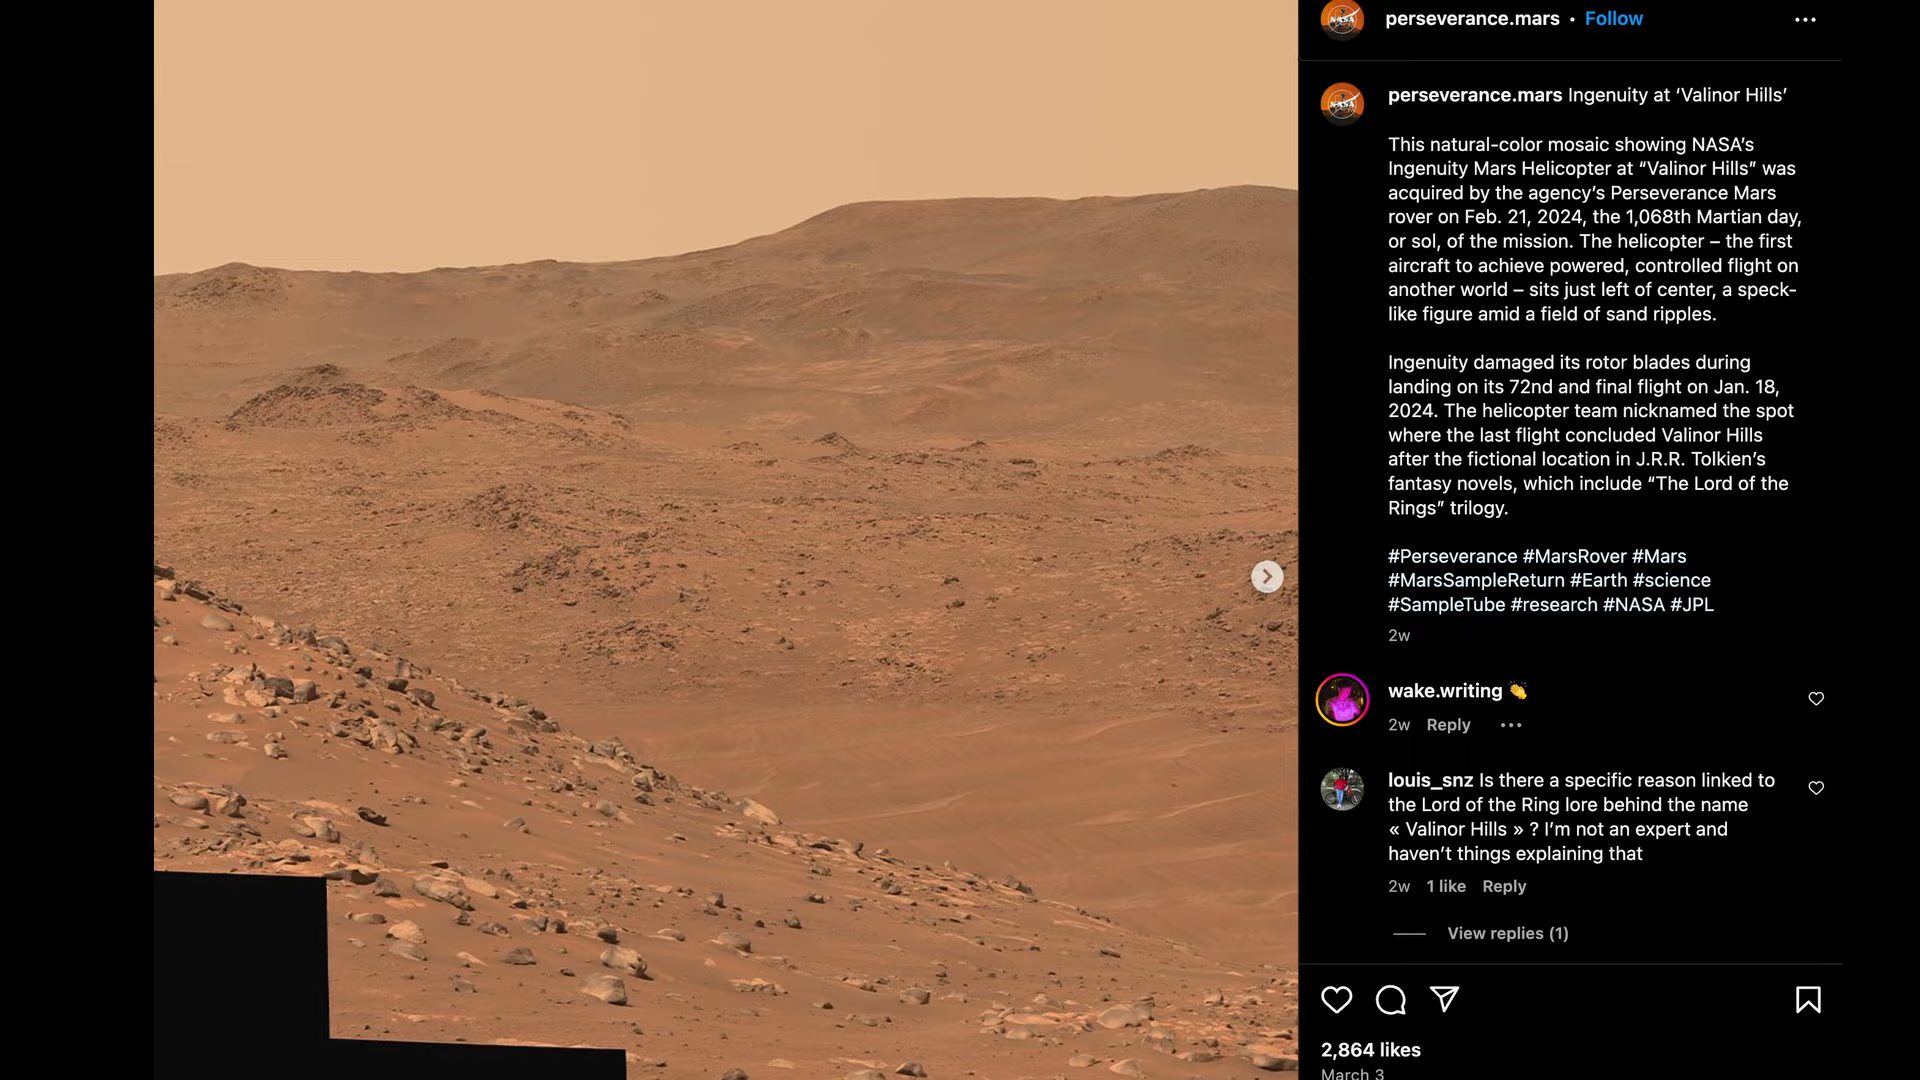 perseverance.mars • Follow
perseverance.mars Ingenuity at ‘Valinor Hills’
This natural-color mosaic showing NASA’s
Ingenuity Mars Helicopter at “Valinor Hills” was
acquired by the agency’s Perseverance Mars
rover on Feb. 21, 2024, the 1,068th Martian day,
or sol, of the mission. The helicopter – the first
aircraft to achieve powered, controlled flight on
another world – sits just left of center, a speck-
like figure amid a field of sand ripples.
Ingenuity damaged its rotor blades during
landing on its 72nd and final flight on Jan. 18,
2024. The helicopter team nicknamed the spot
where the last flight concluded Valinor Hills
after the fictional location in J.R.R. Tolkien’s
fantasy novels, which include “The Lord of the
Rings” trilogy.
#Perseverance #MarsRover #Mars
#MarsSampleReturn #Earth #science
#SampleTube #research #NASA #JPL
2w
wake.writing 👏
2w Reply
louis_snz Is there a specific reason linked to
the Lord of the Ring lore behind the name
« Valinor Hills » ? I’m not an expert and
haven’t things explaining that
2w 1 like Reply
View replies (1)
2,864 likes
March 3